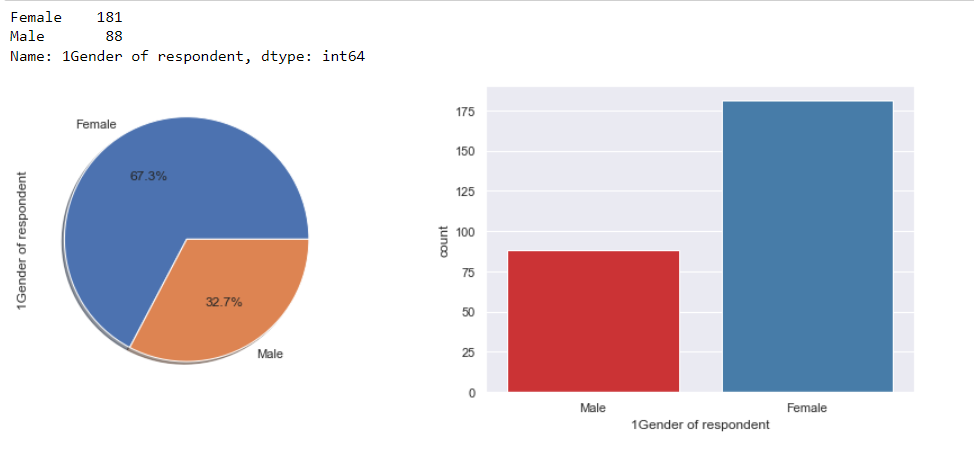 Female    181
Male       88
Name: 1Gender of respondent, dtype: int64
Female
67.3%
32.7%
Male
1Gender of respondent
175
150
125
100
75
50
25
0
count
Male
Female
1Gender of respondent